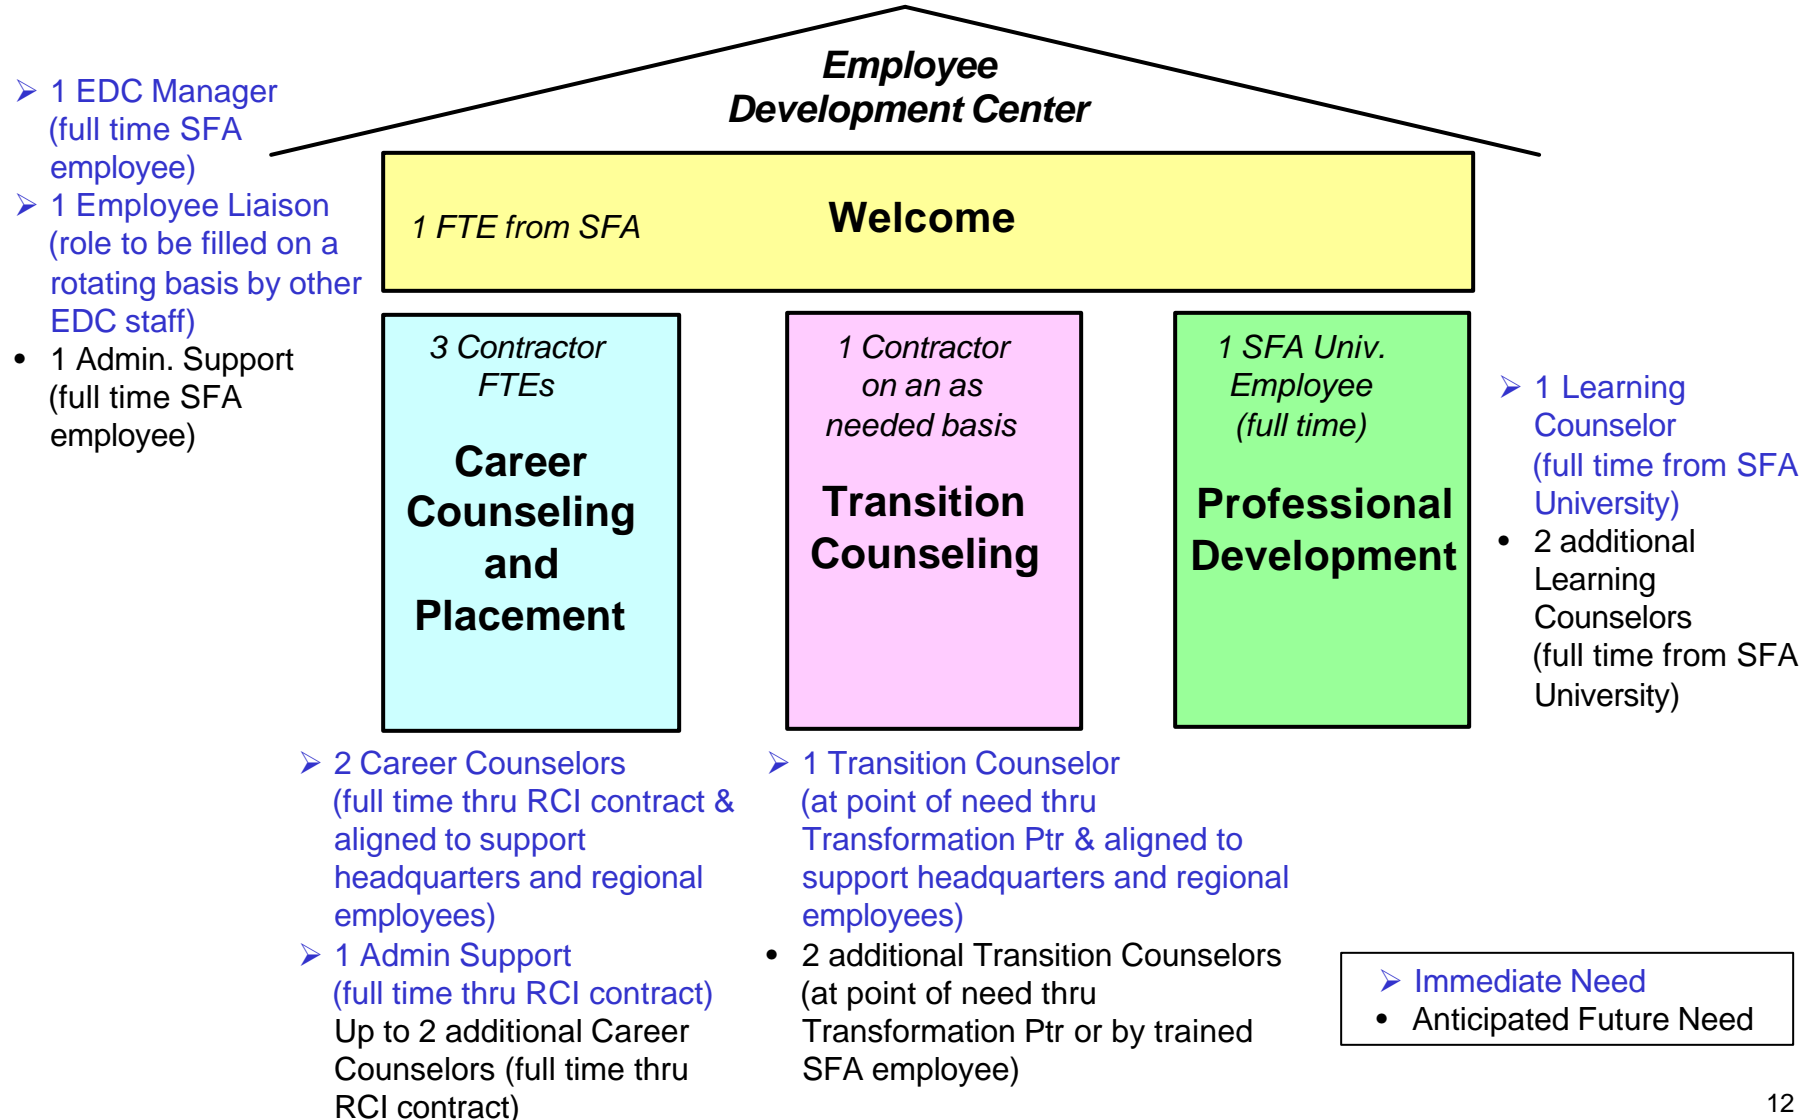 Employee
Development Center
➢ 1 EDC Manager
(full time SFA
employee)
➢ 1 Employee Liaison
(role to be filled on a
rotating basis by other
EDC staff)
• 1 Admin. Support
(full time SFA
employee)
1 FTE from SFA
Welcome
3 Contractor
FTEs
Career
Counseling
and
Placement
1 Contractor
on an as
needed basis
Transition
Counseling
1 SFA Univ.
Employee
(full time)
Professional
Development
➢ 1 Learning
Counselor
(full time from SFA
University)
• 2 additional
Learning
Counselors
(full time from SFA
University)
➢ 2 Career Counselors
(full time thru RCI contract &
aligned to support
headquarters and regional
employees)
➢ 1 Admin Support
(full time thru RCI contract)
Up to 2 additional Career
Counselors (full time thru
RCI contract)
➢ 1 Transition Counselor
(at point of need thru
Transformation Ptr & aligned to
support headquarters and regional
employees)
• 2 additional Transition Counselors
(at point of need thru
Transformation Ptr or by trained
SFA employee)
➢ Immediate Need
• Anticipated Future Need
12